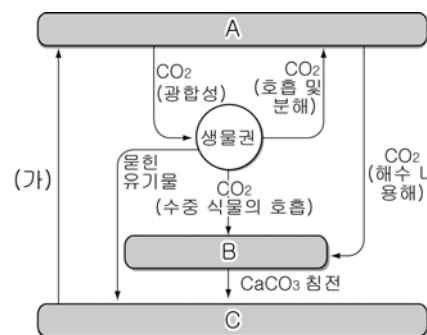 A
CO₂
(광합성)
CO₂
(호흡 및
분해)
생물권
(가)
묻힌
유기물
CO₂
(해수 내
용해)
CO₂
(수중 식물의 호흡)
B
CaCO₃ 침전
C